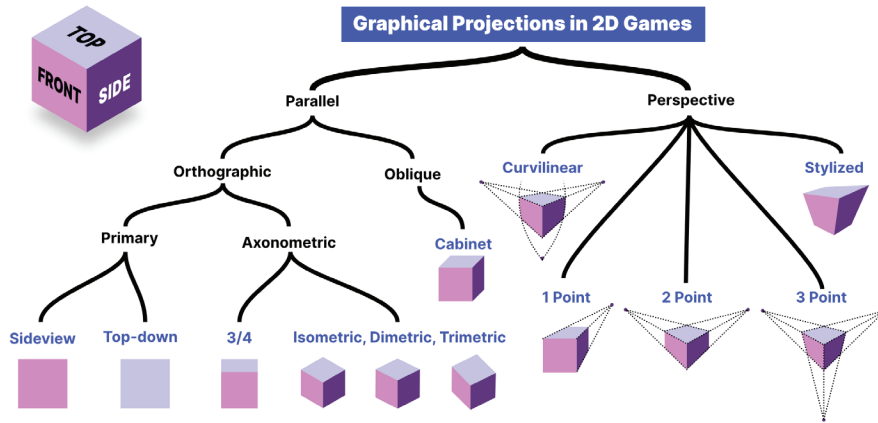 Graphical Projections in 2D Games
TOP
FRONT
SIDE
Parallel
Perspective
Orthographic
Oblique
Curvilinear
Stylized
Primary
Axonometric
Cabinet
1 Point
2 Point
3 Point
Sideview
Top-down
3/4
Isometric, Dimetric, Trimetric